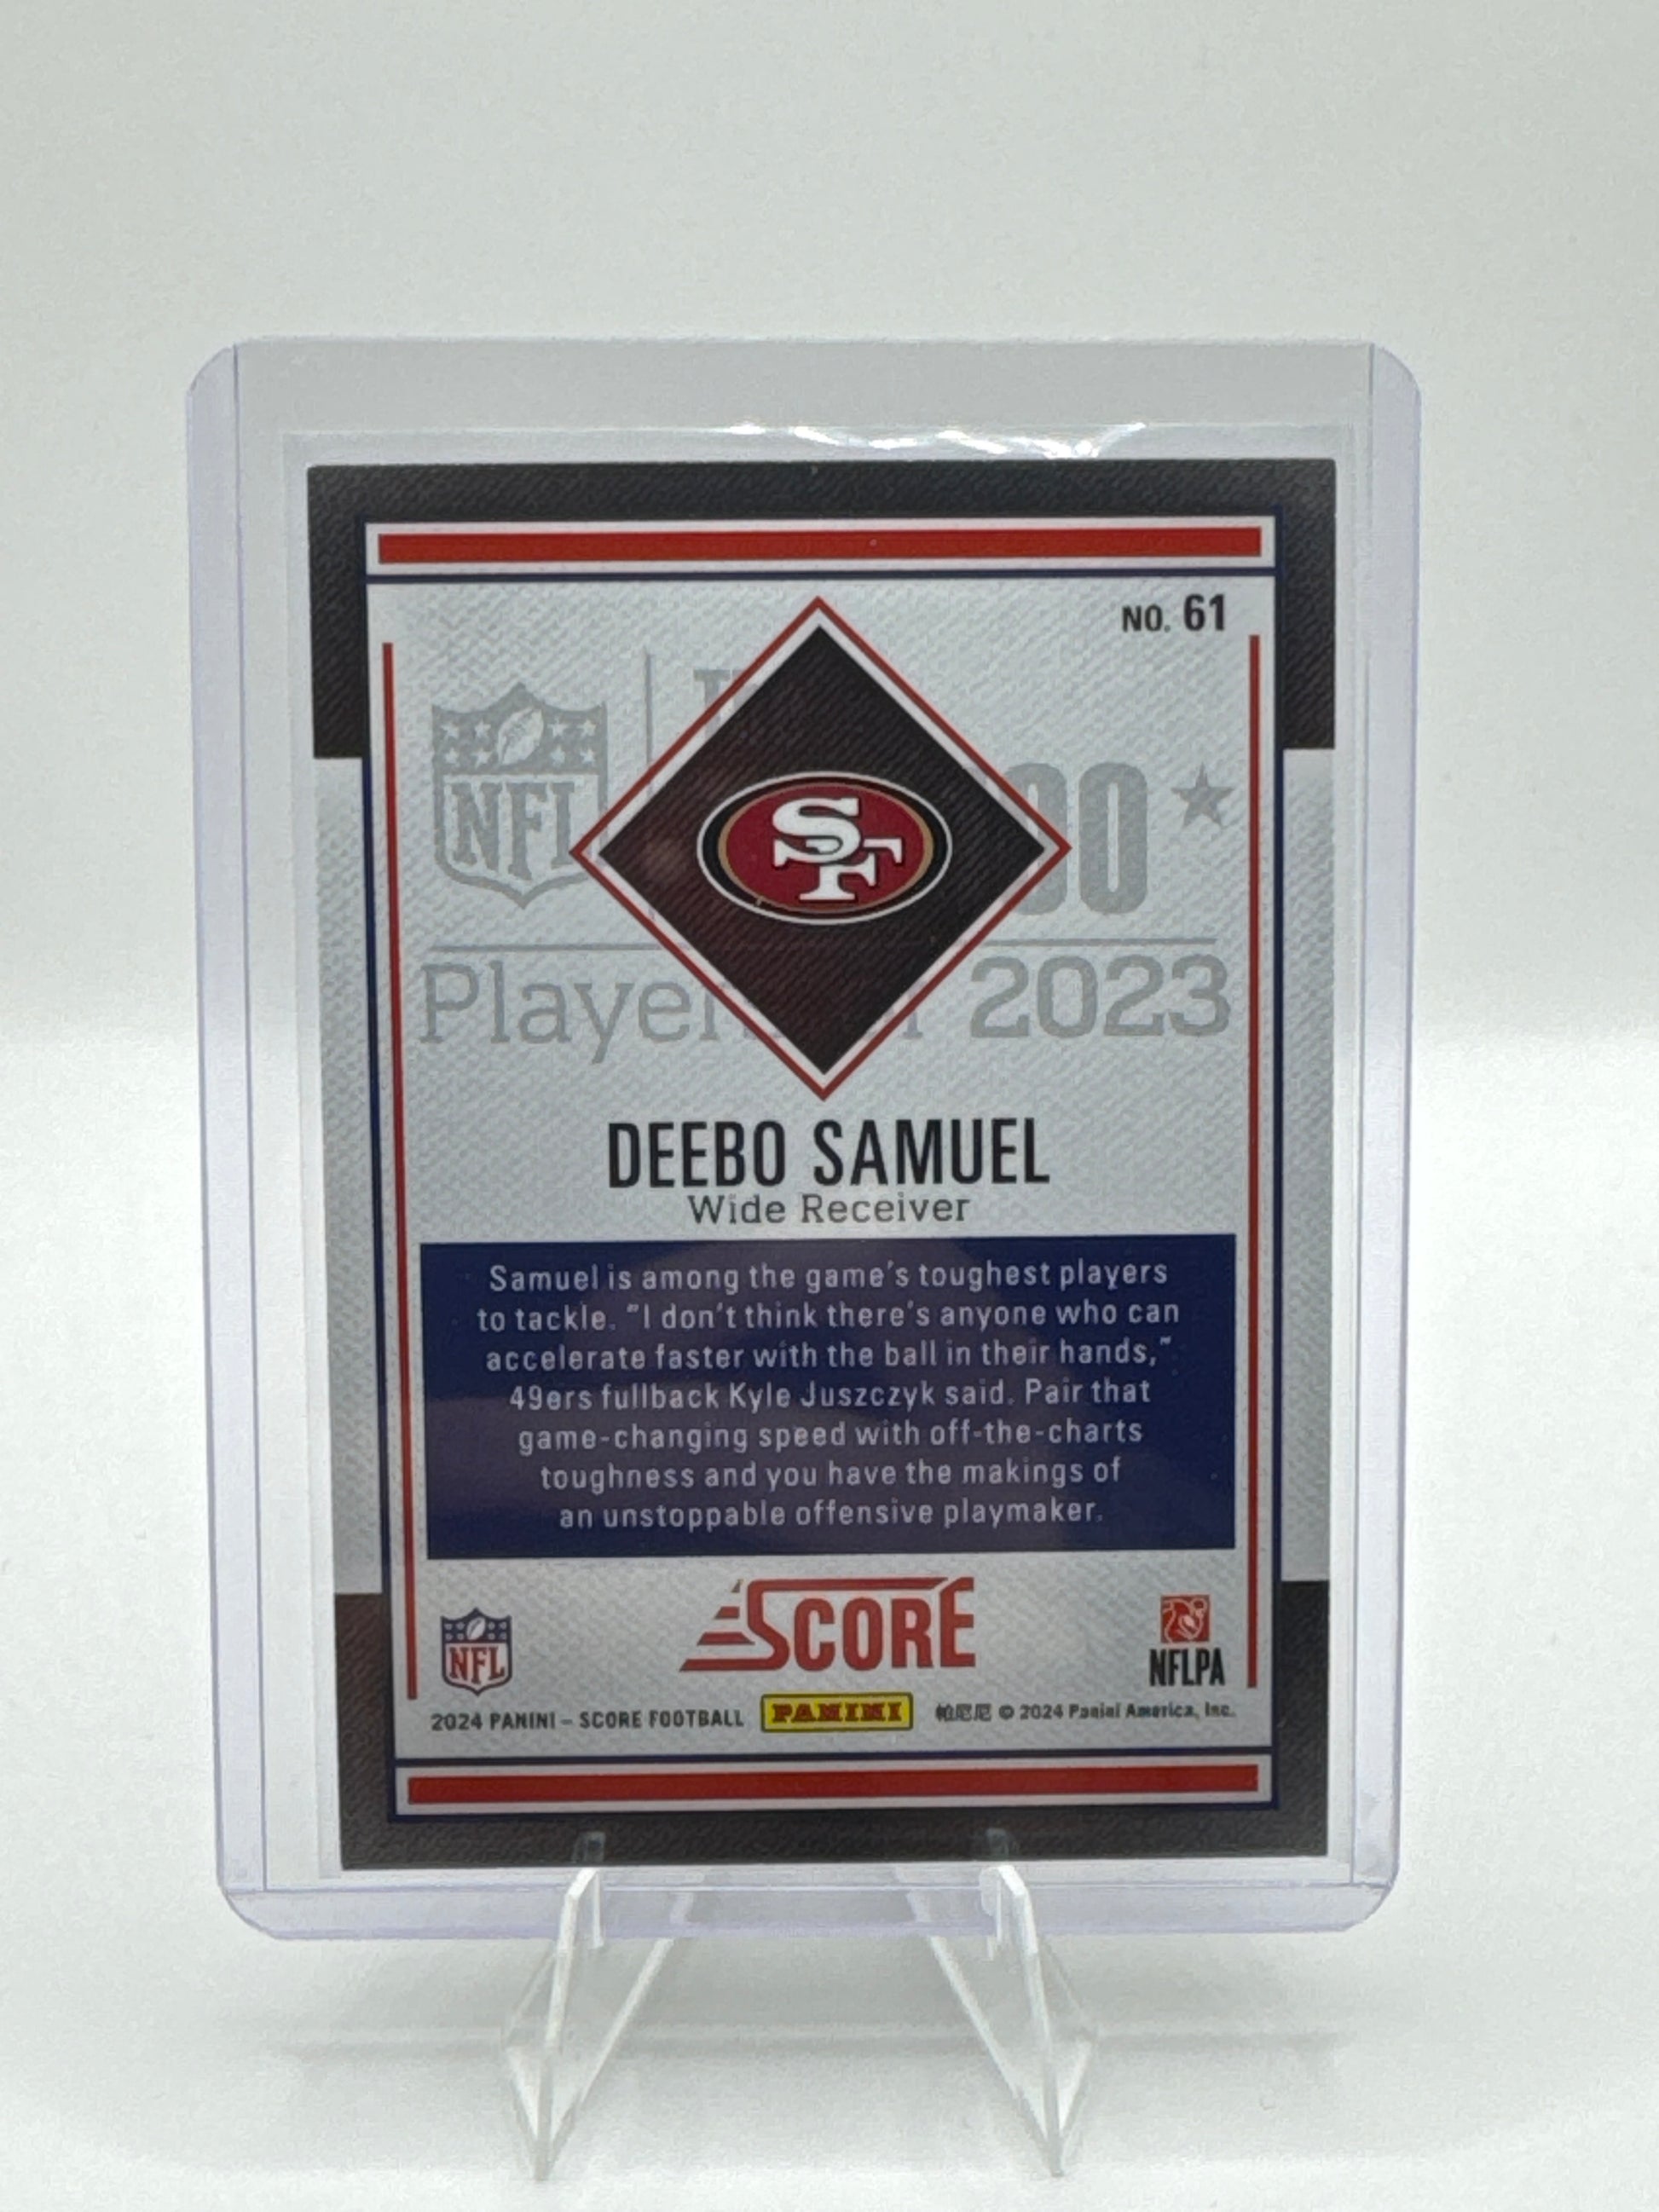 NO. 61
NFL
00
Player 2023
SF
DEEBO SAMUEL
Wide Receiver
Samuel is among the game's toughest players
to tackle. "I don't think there's anyone who can
accelerate faster with the ball in their hands,"
49ers fullback Kyle Juszczyk said. Pair that
game-changing speed with off-the-charts
toughness and you have the makings of
an unstoppable offensive playmaker.
NFL
SCORE
NFLPA
2024 PANINI – SCORE FOOTBALL PANINI 帕尼尼 © 2024 Panini America, Inc.